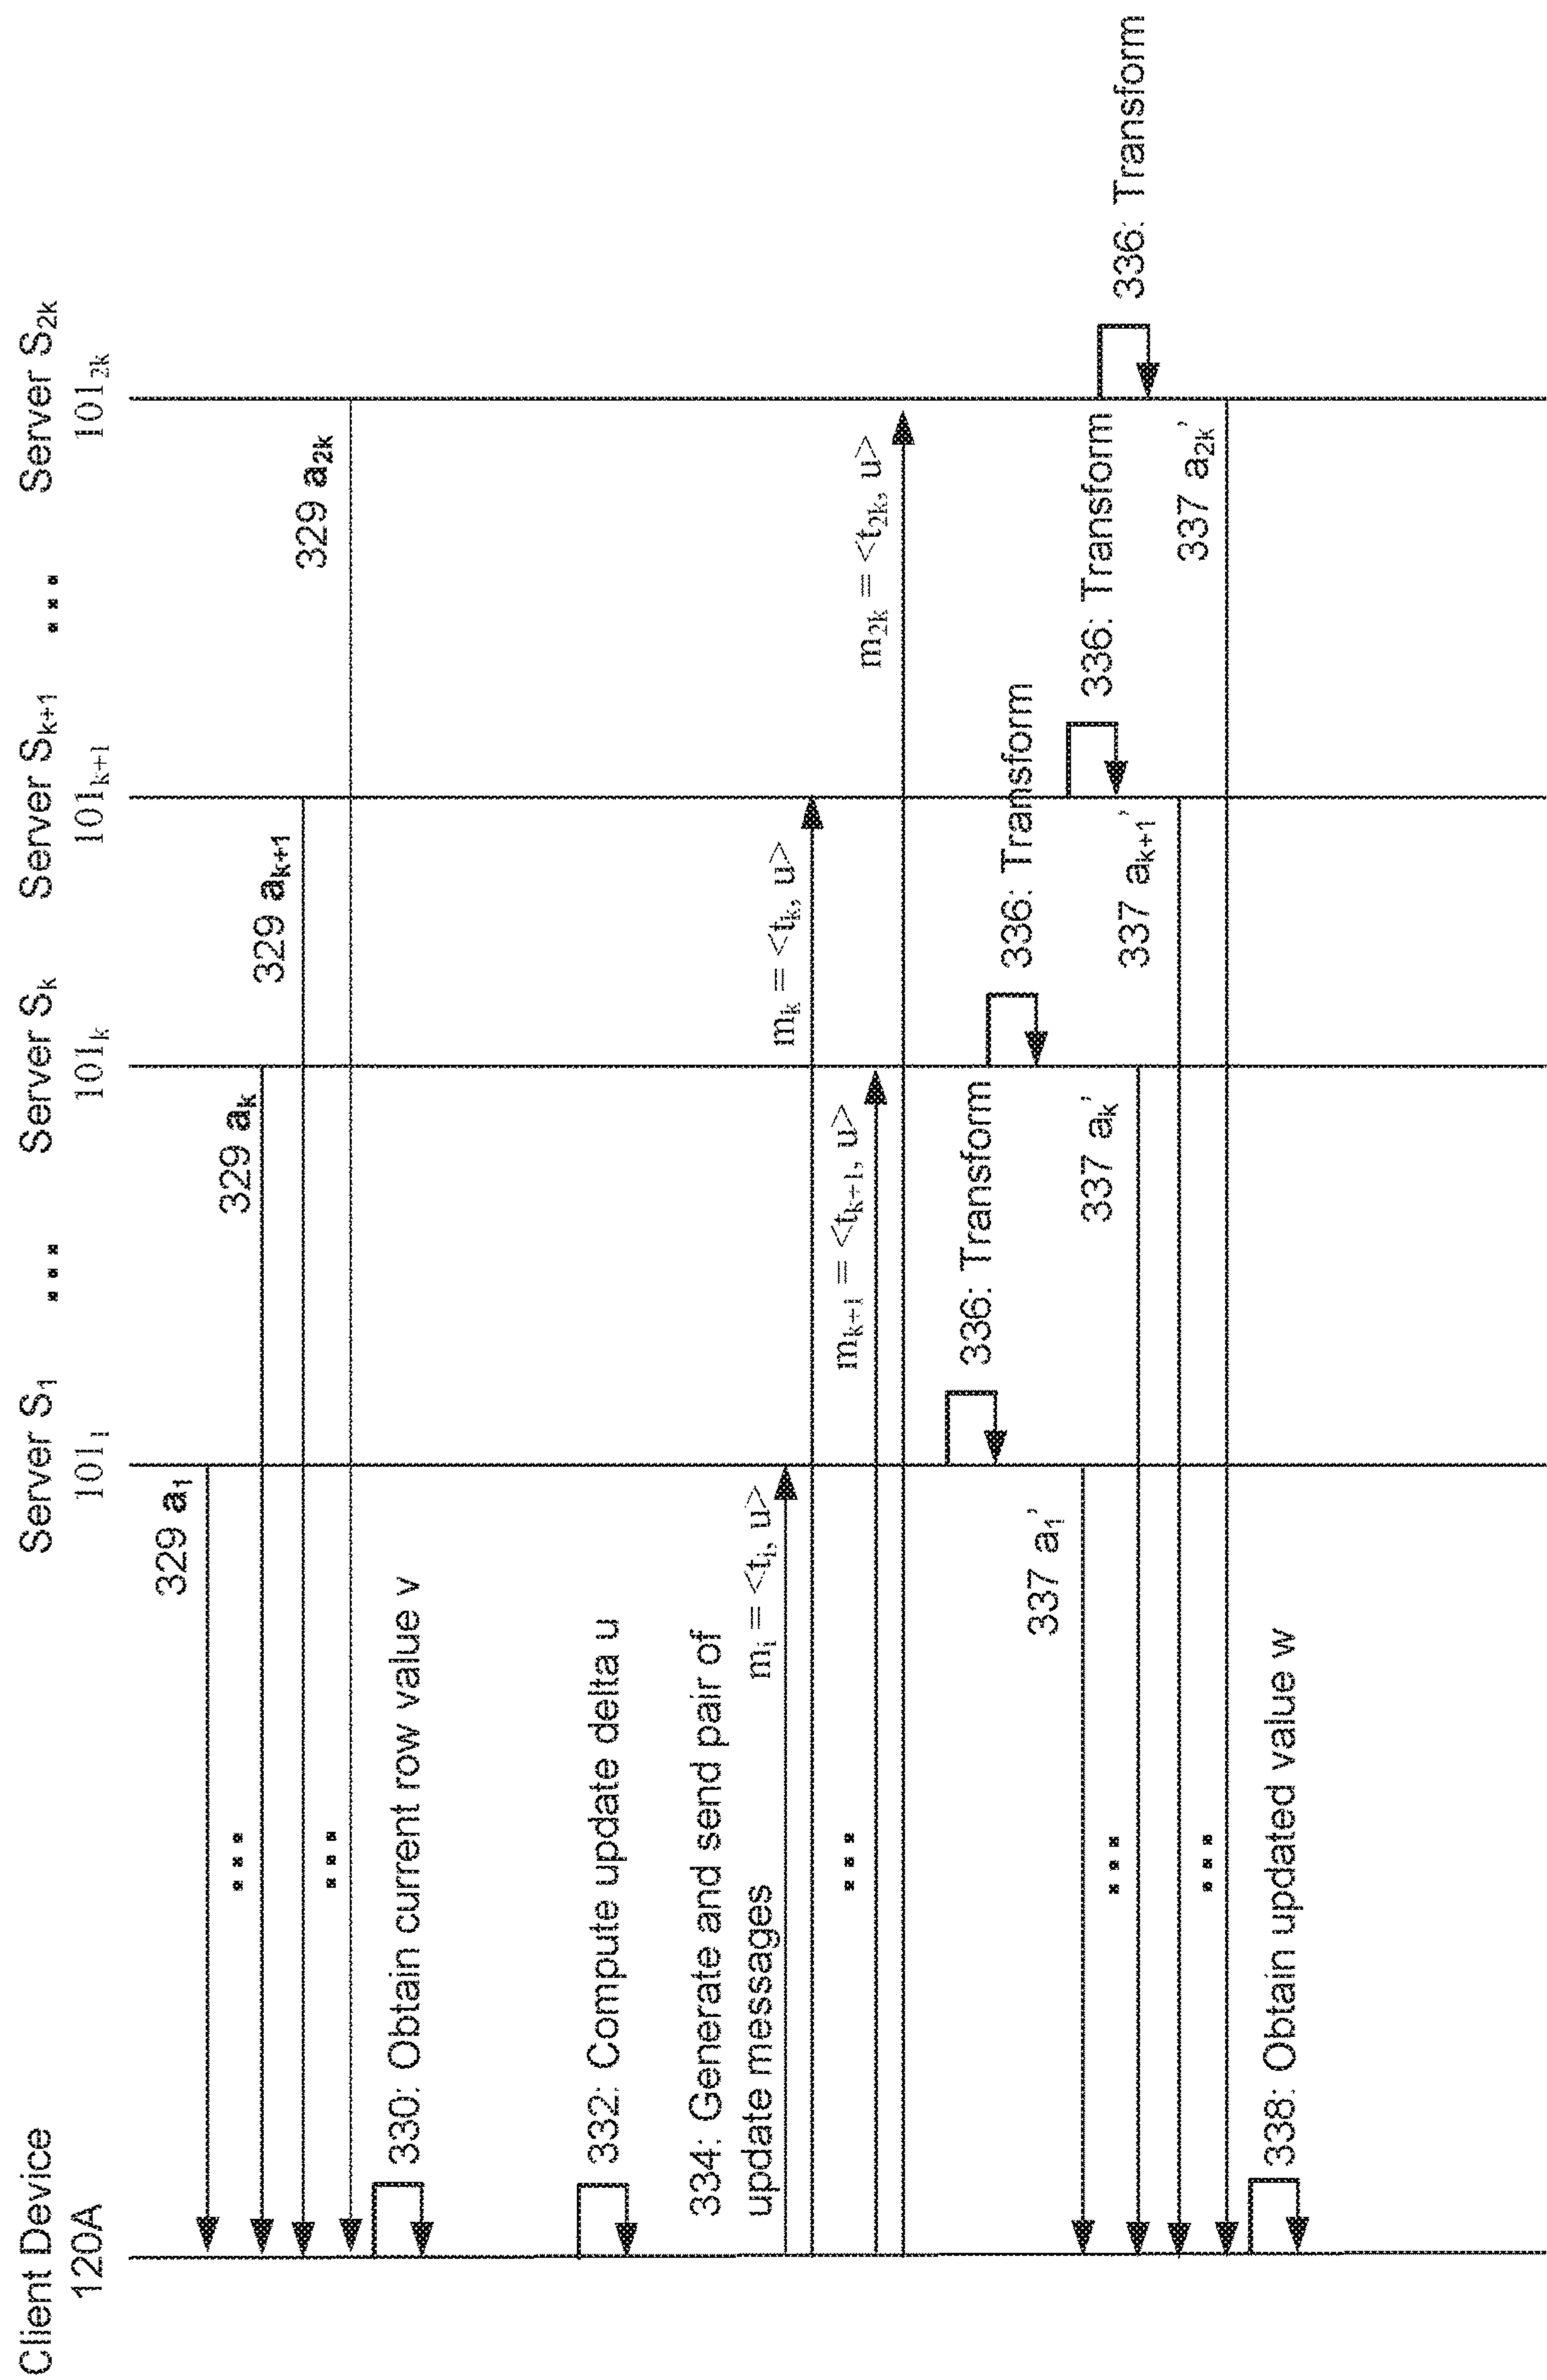 Client Device
120A
Server S₁
101₁
...
Server Sₖ
101ₖ
Server Sₖ₊₁
101ₖ₊₁
...
Server S₂ₖ
101₂ₖ
329 a₁
...
329 aₖ
329 aₖ₊₁
...
329 a₂ₖ
330: Obtain current row value v
332: Compute update delta u
334: Generate and send pair of
update messages
mᵢ = <tᵢ, u>
mₖ = <tₖ, u>
...
mₖ₊₁ = <tₖ₊₁, u>
m₂ₖ = <t₂ₖ, u>
336: Transform
336: Transform
336: Transform
336: Transform
337 a₁'
...
337 aₖ'
337 aₖ₊₁'
...
337 a₂ₖ'
338: Obtain updated value w